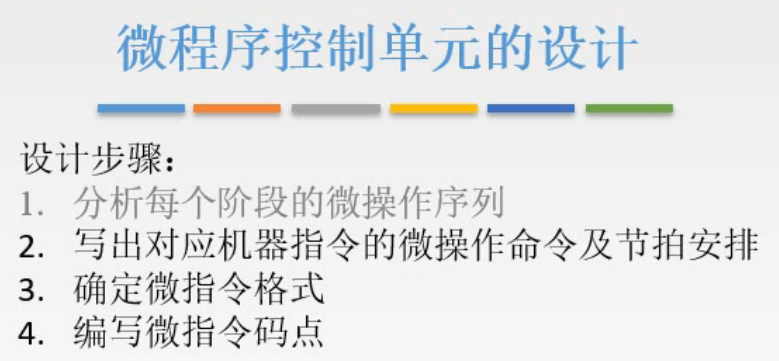 微程序控制单元的设计
设计步骤：
1. 分析每个阶段的微操作序列
2. 写出对应机器指令的微操作命令及节拍安排
3. 确定微指令格式
4. 编写微指令码点